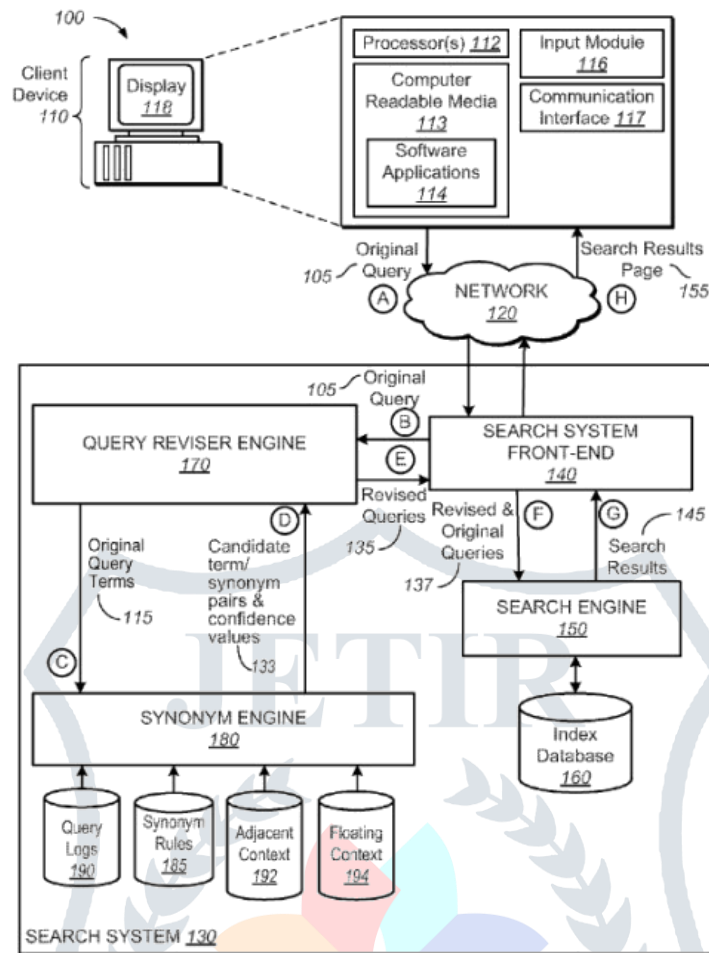 100
Client
Device
110
Display
118
Processor(s) 112
Computer
Readable Media
113
Software
Applications
114
Input Module
116
Communication
Interface 117
105
Original
Query
A
NETWORK
120
H
Search Results
Page
155
105
Original
Query
B
QUERY REVISER ENGINE
170
SEARCH SYSTEM
FRONT-END
140
E
Revised
Queries
135
D
Original
Query
Terms
115
C
Candidate
term/
synonym
pairs &
confidence
values
133
Revised &
Original
Queries
137
F
G
145
Search
Results
SEARCH ENGINE
150
JETIR
SYNONYM ENGINE
180
Index
Database
160
Query
Logs
190
Synonym
Rules
185
Adjacent
Context
192
Floating
Context
194
SEARCH SYSTEM 130